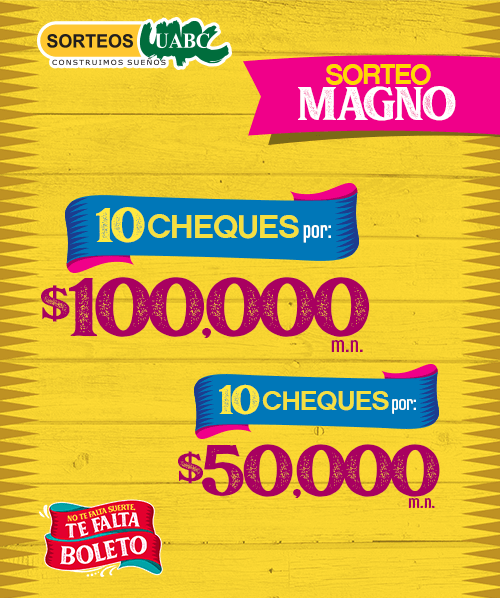 SORTEOS UABC
CONSTRUIMOS SUEÑOS
SORTEO
MAGNO
10 CHEQUES por:
$100,000
m.n.
10 CHEQUES por:
$50,000
m.n.
NO TE FALTA SUERTE,
TE FALTA
BOLETO